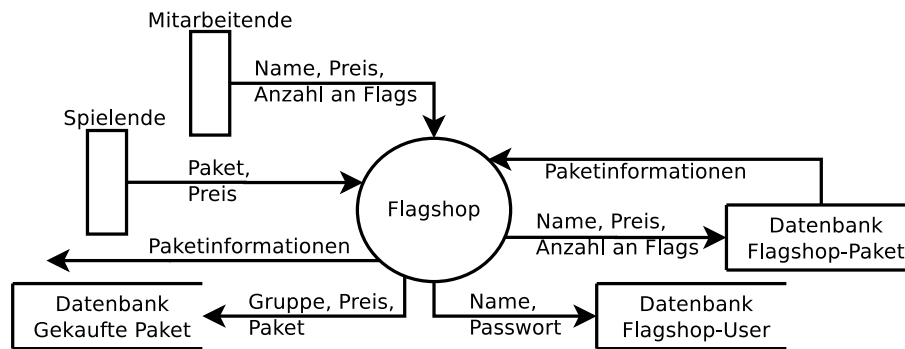 Mitarbeitende
Name, Preis,
Anzahl an Flags
Spielende
Paket,
Preis
Flagshop
Paketinformationen
Name, Preis,
Anzahl an Flags
Datenbank
Flagshop-Paket
Paketinformationen
Datenbank
Gekaufte Paket
Gruppe, Preis,
Paket
Name,
Passwort
Datenbank
Flagshop-User